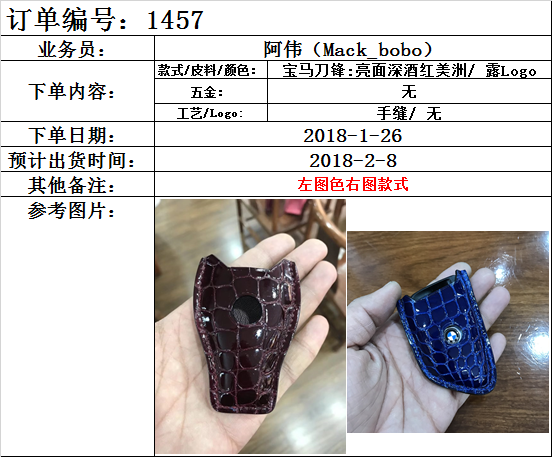 订单编号：1457
业务员： 阿伟（Mack_bobo）
下单内容： 款式/皮料/颜色： 宝马刀锋:亮面深酒红美洲/ 露Logo
五金： 无
工艺/Logo: 手缝/ 无
下单日期： 2018-1-26
预计出货时间： 2018-2-8
其他备注： 左图色右图款式
参考图片：